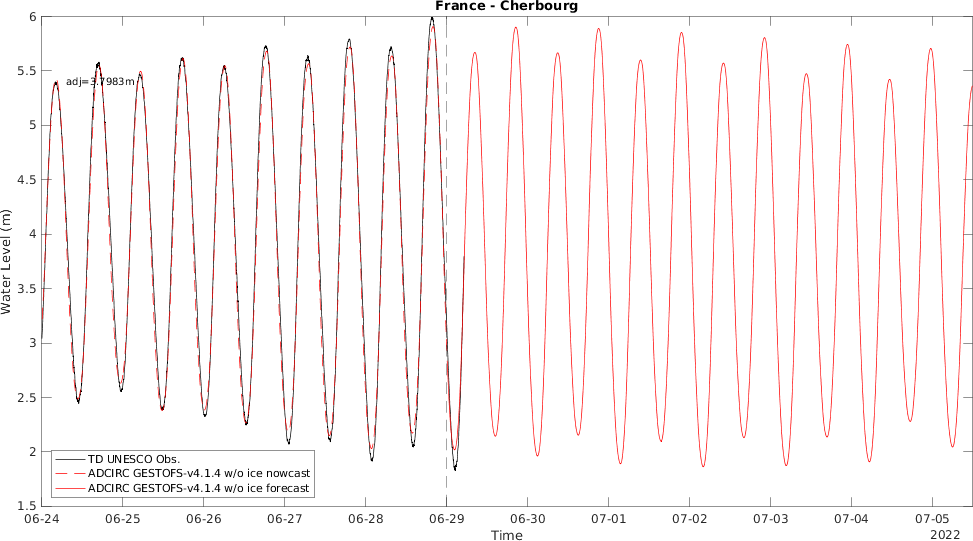 France - Cherbourg
6
5.5
5
4.5
4
3.5
3
2.5
2
1.5
Water Level (m)
adj=3.7983m
TD UNESCO Obs.
ADCIRC GESTOFS-v4.1.4 w/o ice nowcast
ADCIRC GESTOFS-v4.1.4 w/o ice forecast
06-24 06-25 06-26 06-27 06-28 06-29 06-30 07-01 07-02 07-03 07-04 07-05
Time
2022